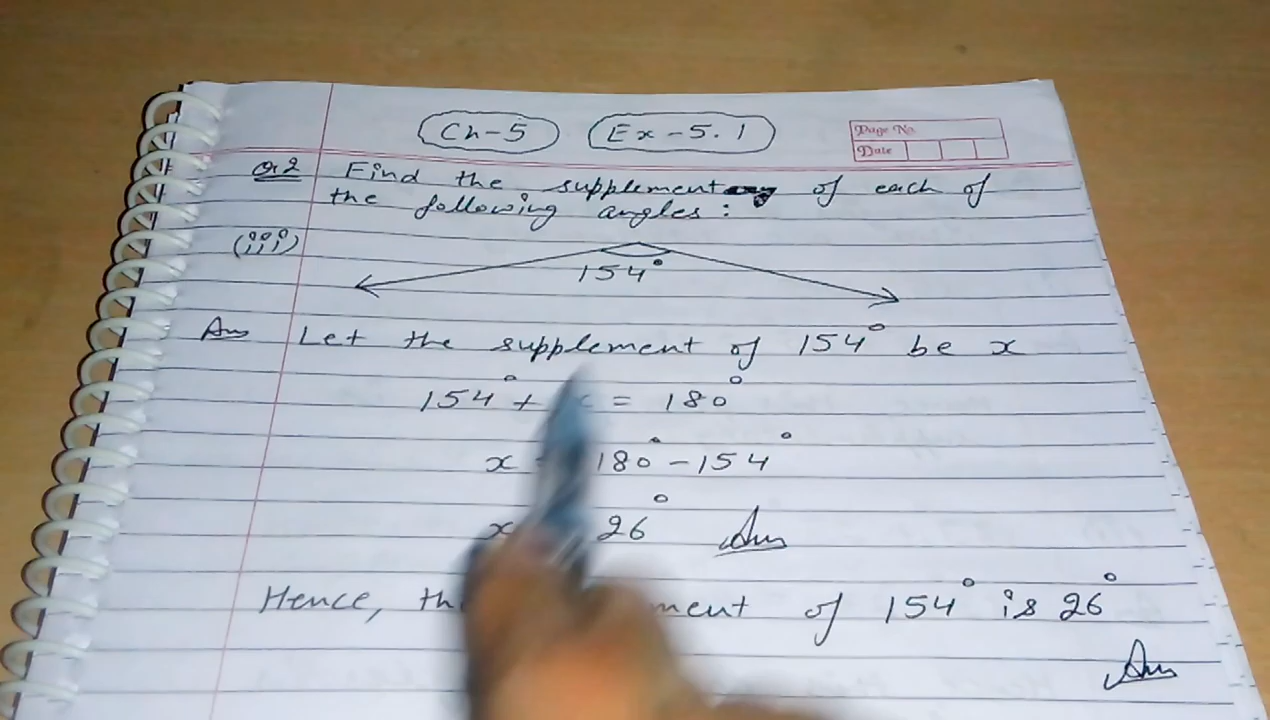 Ch-5 Ex-5.1
Page No.
Date
Q.2 Find the supplement of each of
the following angles:
(iii)
154°
Ans Let the supplement of 154° be x
154° + = 180°
x 180° - 154°
x 26° Ans
Hence, of 154° is 26°
Ans